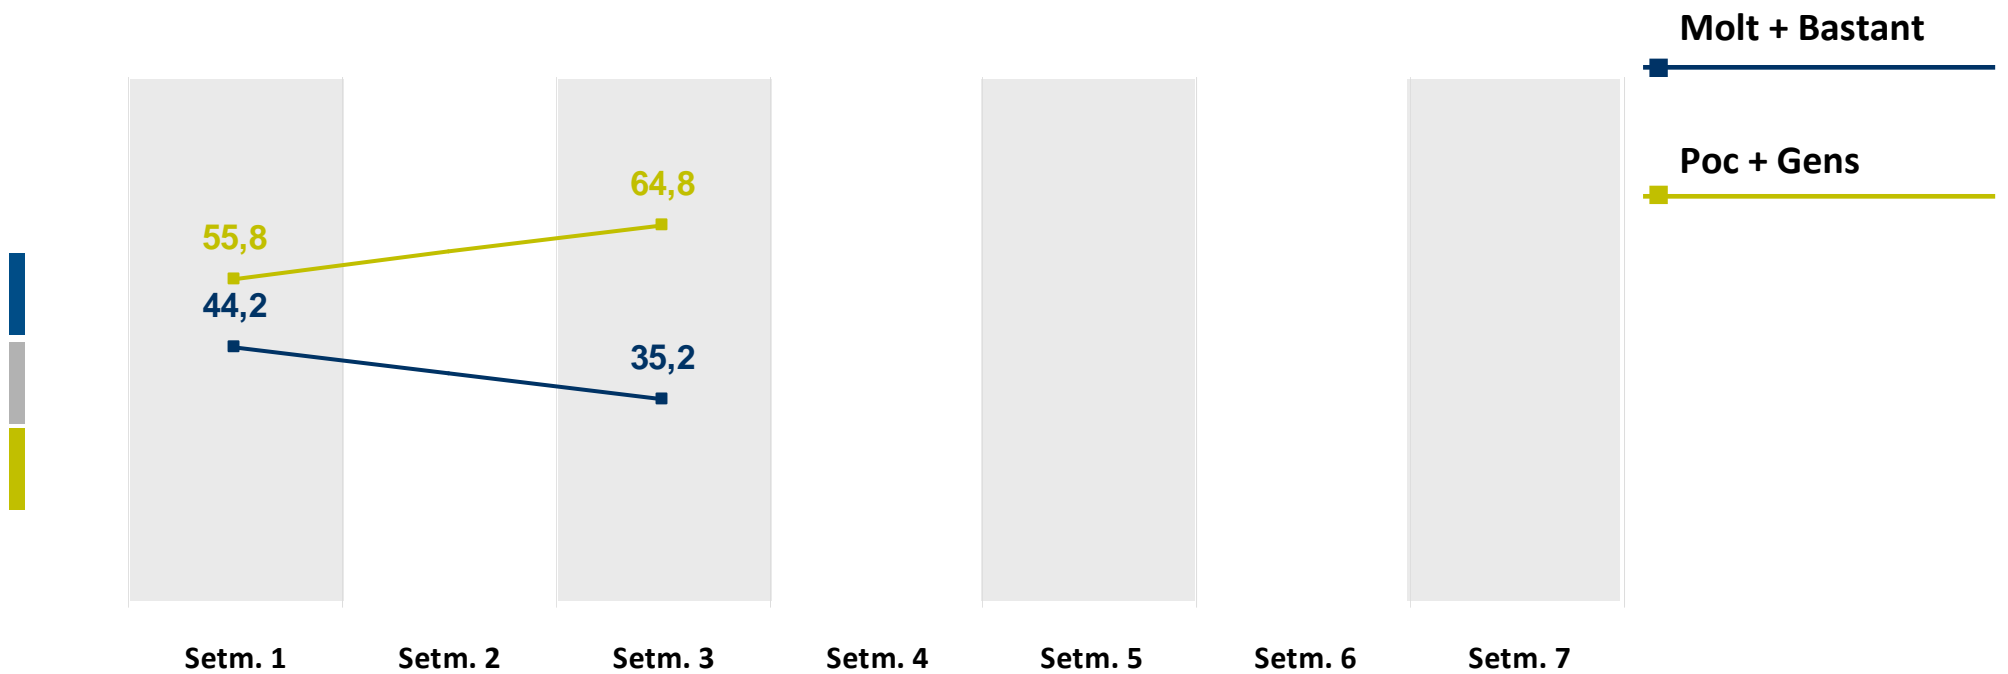 Molt + Bastant
Poc + Gens
64,8
55,8
44,2
35,2
Setm. 1 Setm. 2 Setm. 3 Setm. 4 Setm. 5 Setm. 6 Setm. 7